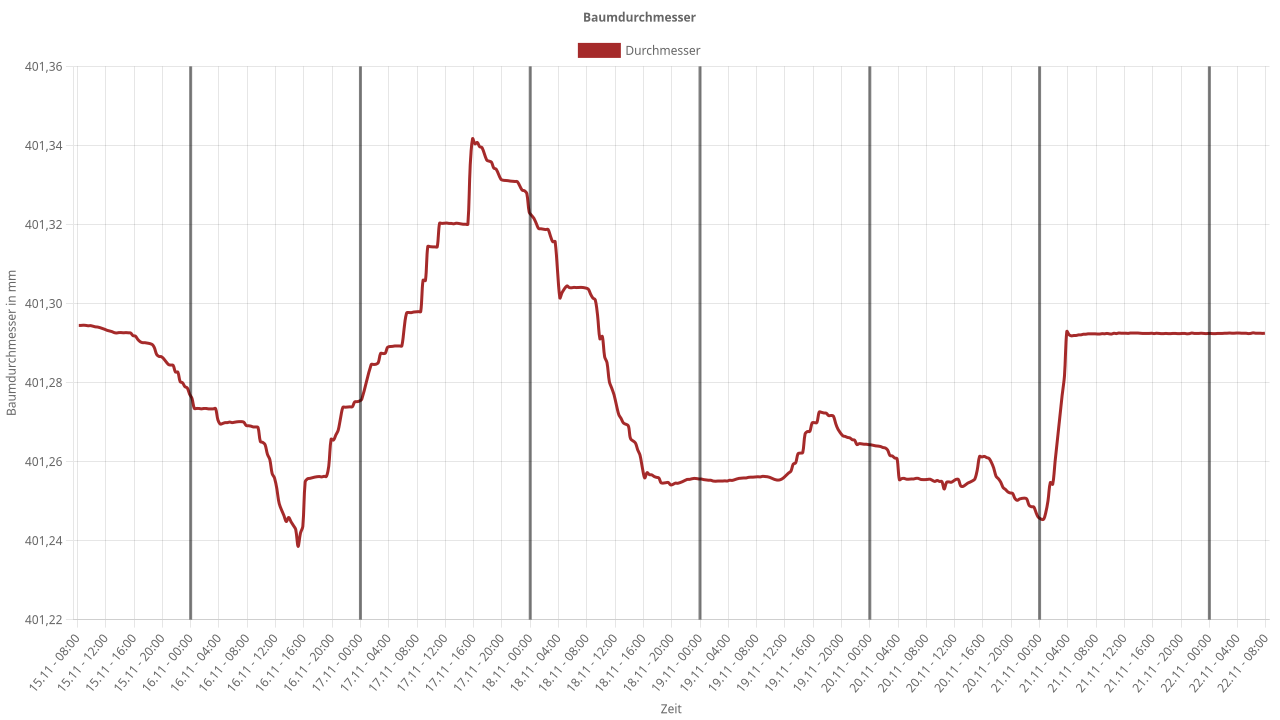 Baumdurchmesser
Durchmesser
401,36
401,34
401,32
401,30
401,28
401,26
401,24
401,22
Baumdurchmesser in mm
15.11 - 08:00
15.11 - 12:00
15.11 - 16:00
15.11 - 20:00
16.11 - 00:00
16.11 - 04:00
16.11 - 08:00
16.11 - 12:00
16.11 - 16:00
16.11 - 20:00
17.11 - 00:00
17.11 - 04:00
17.11 - 08:00
17.11 - 12:00
17.11 - 16:00
17.11 - 20:00
18.11 - 00:00
18.11 - 04:00
18.11 - 08:00
18.11 - 12:00
18.11 - 16:00
18.11 - 20:00
19.11 - 00:00
19.11 - 04:00
19.11 - 08:00
19.11 - 12:00
19.11 - 16:00
19.11 - 20:00
20.11 - 00:00
20.11 - 04:00
20.11 - 08:00
20.11 - 12:00
20.11 - 16:00
20.11 - 20:00
21.11 - 00:00
21.11 - 04:00
21.11 - 08:00
21.11 - 12:00
21.11 - 16:00
21.11 - 20:00
22.11 - 00:00
22.11 - 04:00
22.11 - 08:00
Zeit